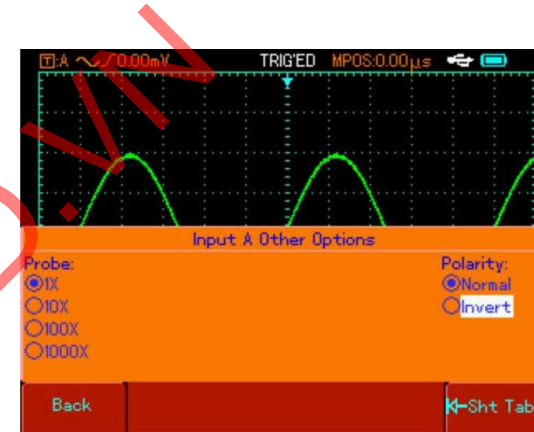 T:A 0.00mV TRIG'ED MPOS:0.00μs
Input A Other Options
Probe:
1X
10X
100X
1000X
Polarity:
Normal
Invert
Back
Sht Tab